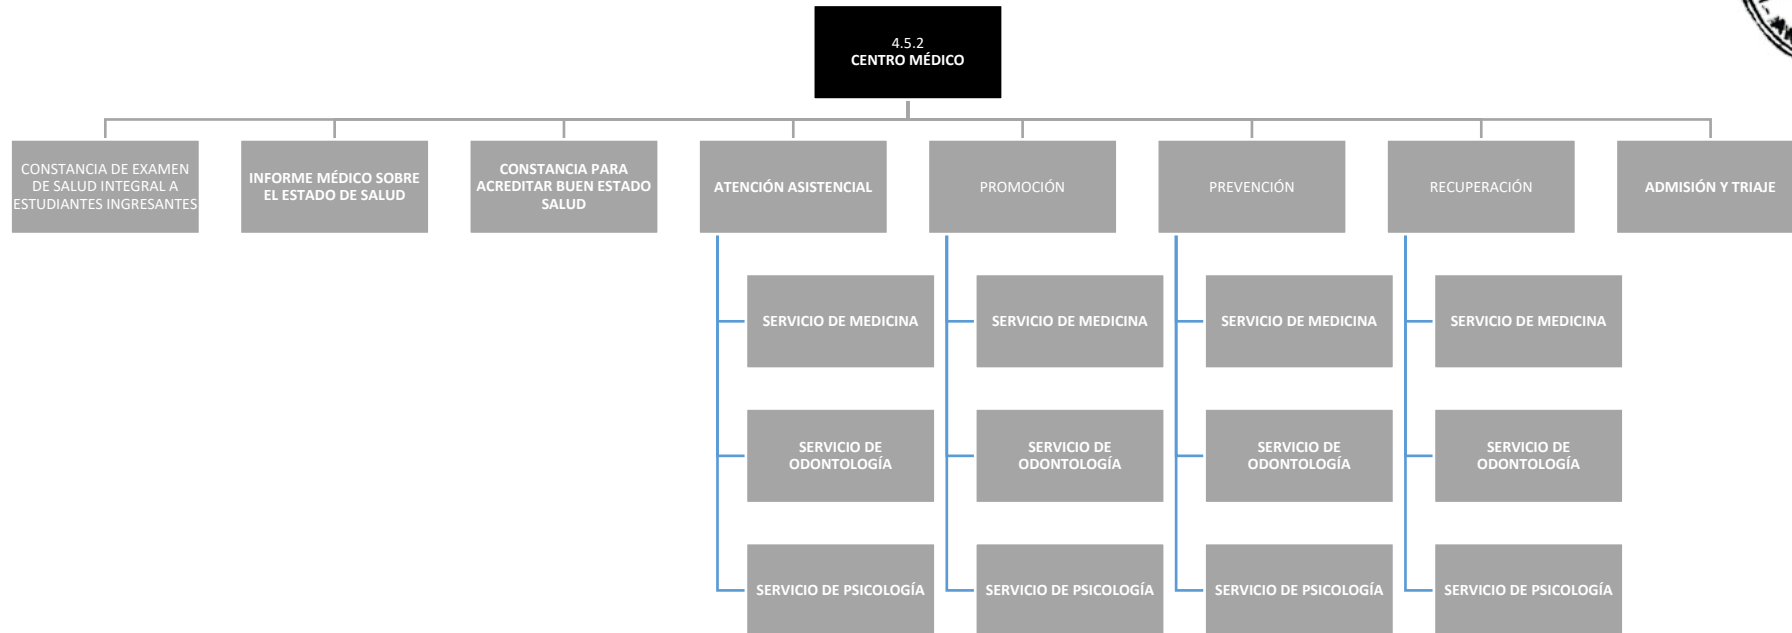 4.5.2
CENTRO MÉDICO
CONSTANCIA DE EXAMEN
DE SALUD INTEGRAL A
ESTUDIANTES INGRESANTES
INFORME MÉDICO SOBRE
EL ESTADO DE SALUD
CONSTANCIA PARA
ACREDITAR BUEN ESTADO
SALUD
ATENCIÓN ASISTENCIAL
PROMOCIÓN
PREVENCIÓN
RECUPERACIÓN
ADMISIÓN Y TRIAJE
SERVICIO DE MEDICINA
SERVICIO DE
ODONTOLOGÍA
SERVICIO DE PSICOLOGÍA
SERVICIO DE MEDICINA
SERVICIO DE
ODONTOLOGÍA
SERVICIO DE PSICOLOGÍA
SERVICIO DE MEDICINA
SERVICIO DE
ODONTOLOGÍA
SERVICIO DE PSICOLOGÍA
SERVICIO DE MEDICINA
SERVICIO DE
ODONTOLOGÍA
SERVICIO DE PSICOLOGÍA